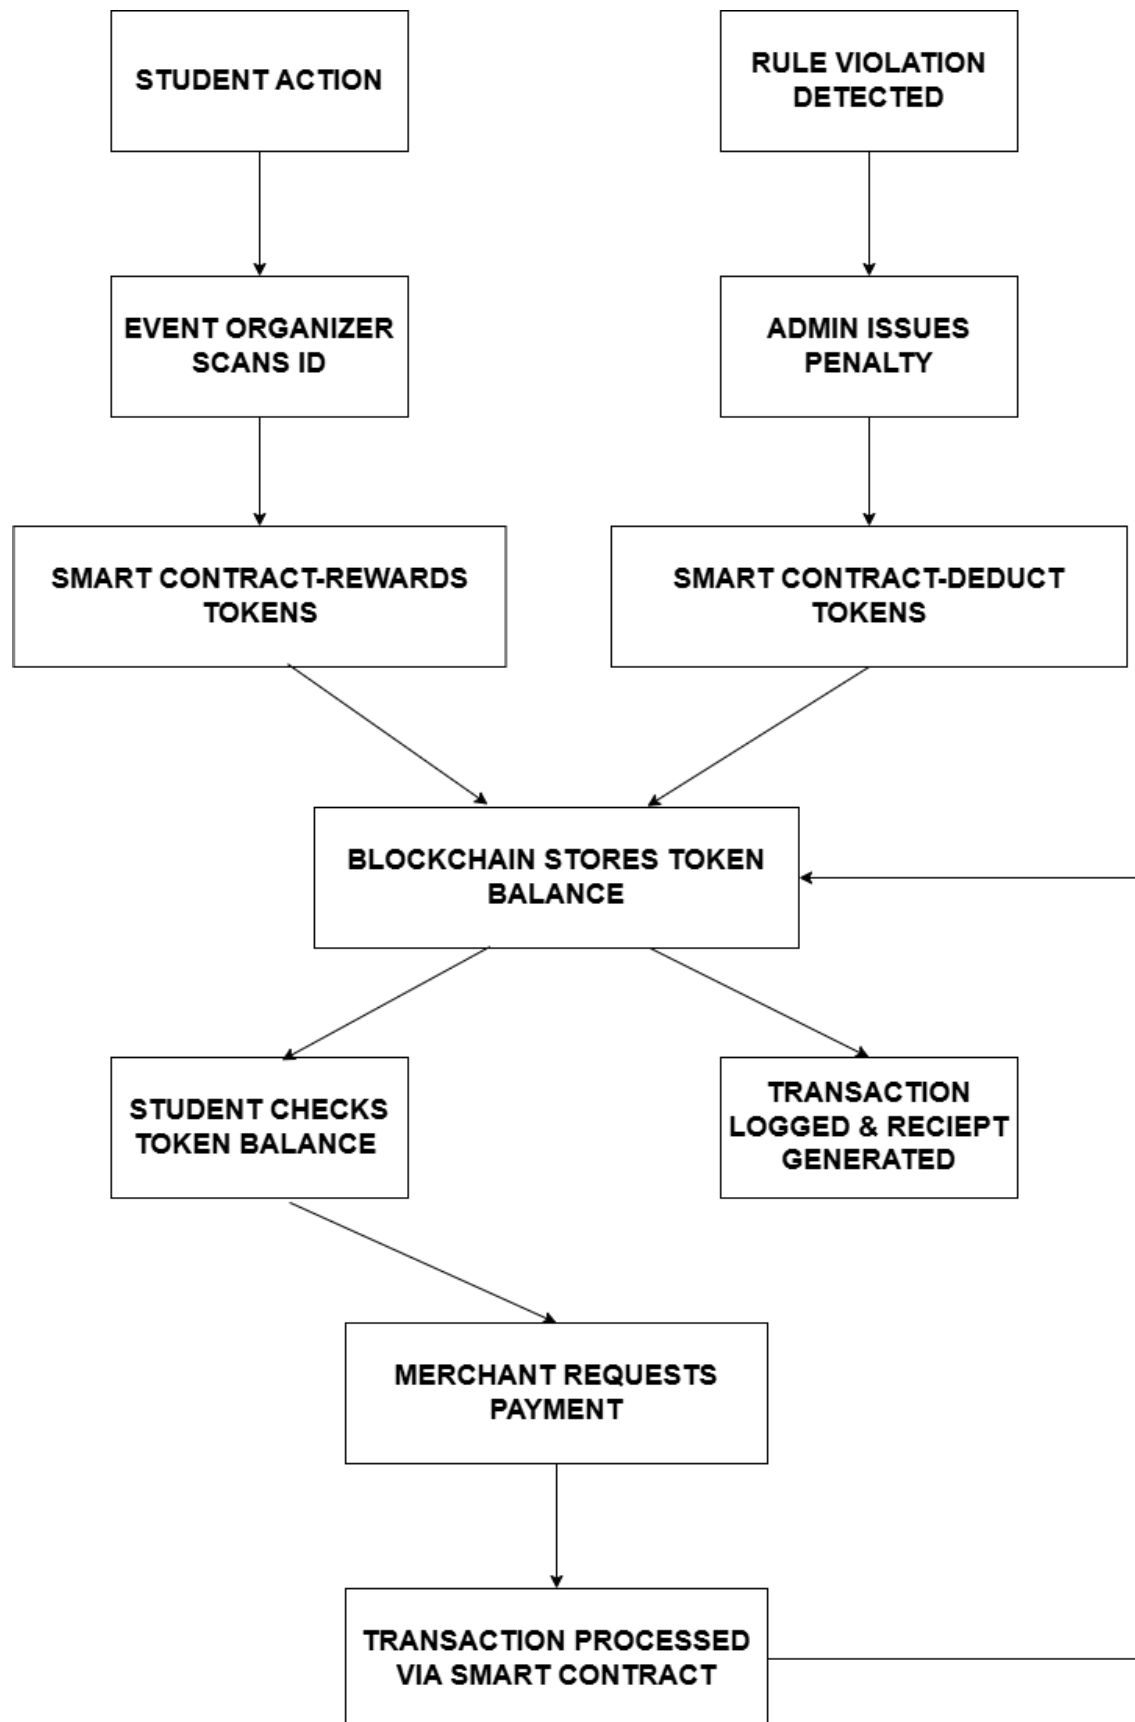 STUDENT ACTION
RULE VIOLATION
DETECTED
EVENT ORGANIZER
SCANS ID
ADMIN ISSUES
PENALTY
SMART CONTRACT-REWARDS
TOKENS
SMART CONTRACT-DEDUCT
TOKENS
BLOCKCHAIN STORES TOKEN
BALANCE
STUDENT CHECKS
TOKEN BALANCE
TRANSACTION
LOGGED & RECIEPT
GENERATED
MERCHANT REQUESTS
PAYMENT
TRANSACTION PROCESSED
VIA SMART CONTRACT